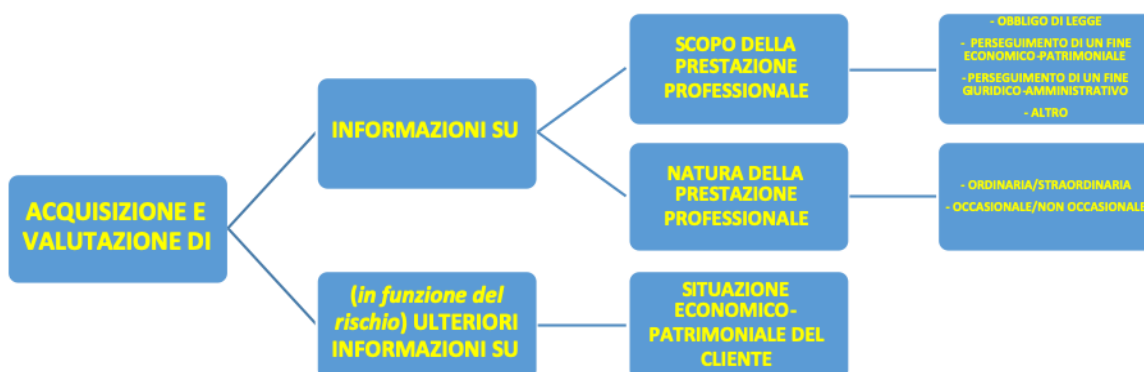 ACQUISIZIONE E
VALUTAZIONE DI
INFORMAZIONI SU
SCOPO DELLA
PRESTAZIONE
PROFESSIONALE
- OBBLIGO DI LEGGE
- PERSEGUIMENTO DI UN FINE
ECONOMICO-PATRIMONIALE
- PERSEGUIMENTO DI UN FINE
GIURIDICO-AMMINISTRATIVO
- ALTRO
NATURA DELLA
PRESTAZIONE
PROFESSIONALE
- ORDINARIA/STRAORDINARIA
- OCCASIONALE/NON OCCASIONALE
(in funzione del
rischio) ULTERIORI
INFORMAZIONI SU
SITUAZIONE
ECONOMICO-
PATRIMONIALE DEL
CLIENTE